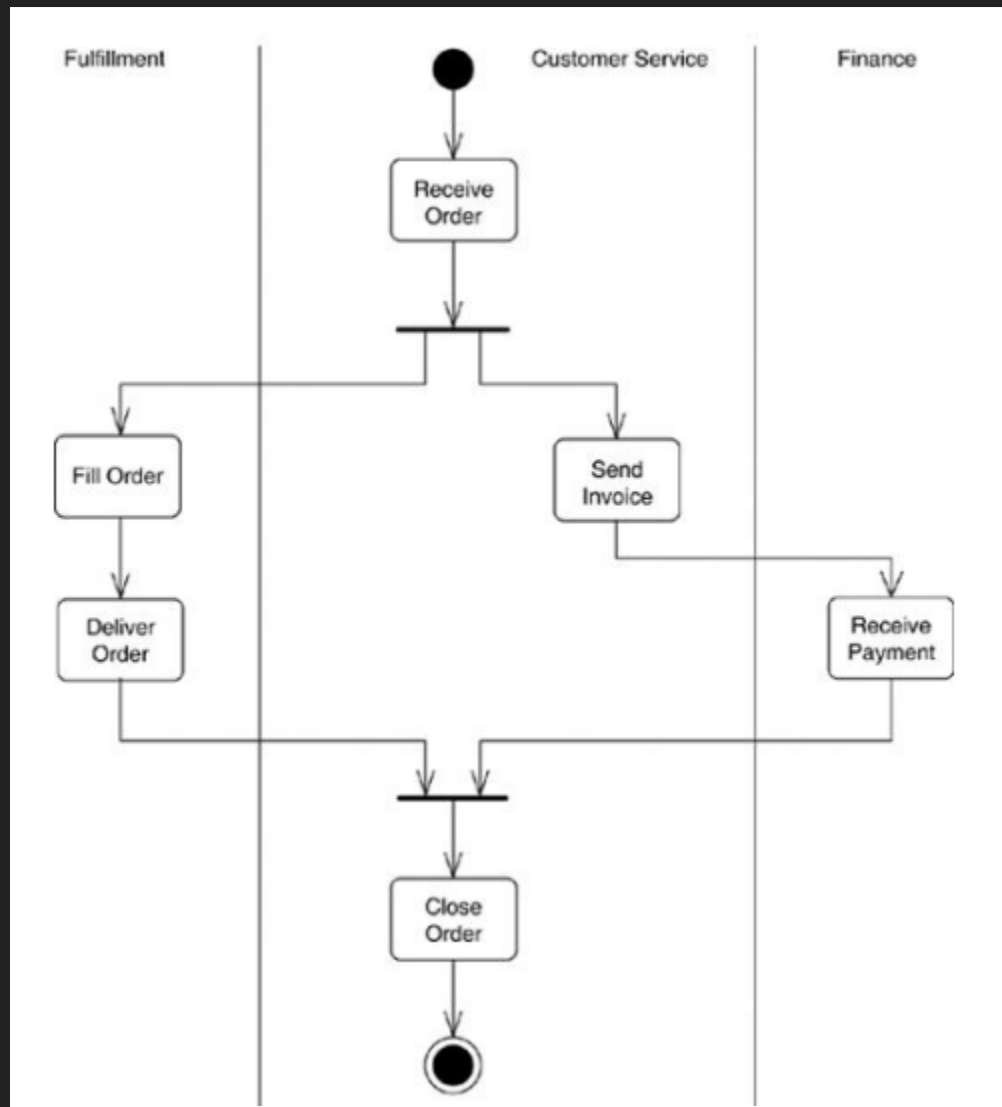 Fulfillment
Customer Service
Finance
Receive
Order
Fill Order
Send
Invoice
Deliver
Order
Receive
Payment
Close
Order